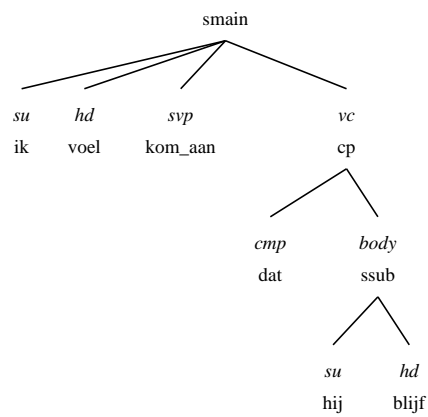 smain
su hd svp vc
ik voel kom_aan cp
cmp body
dat ssub
su hd
hij blijf